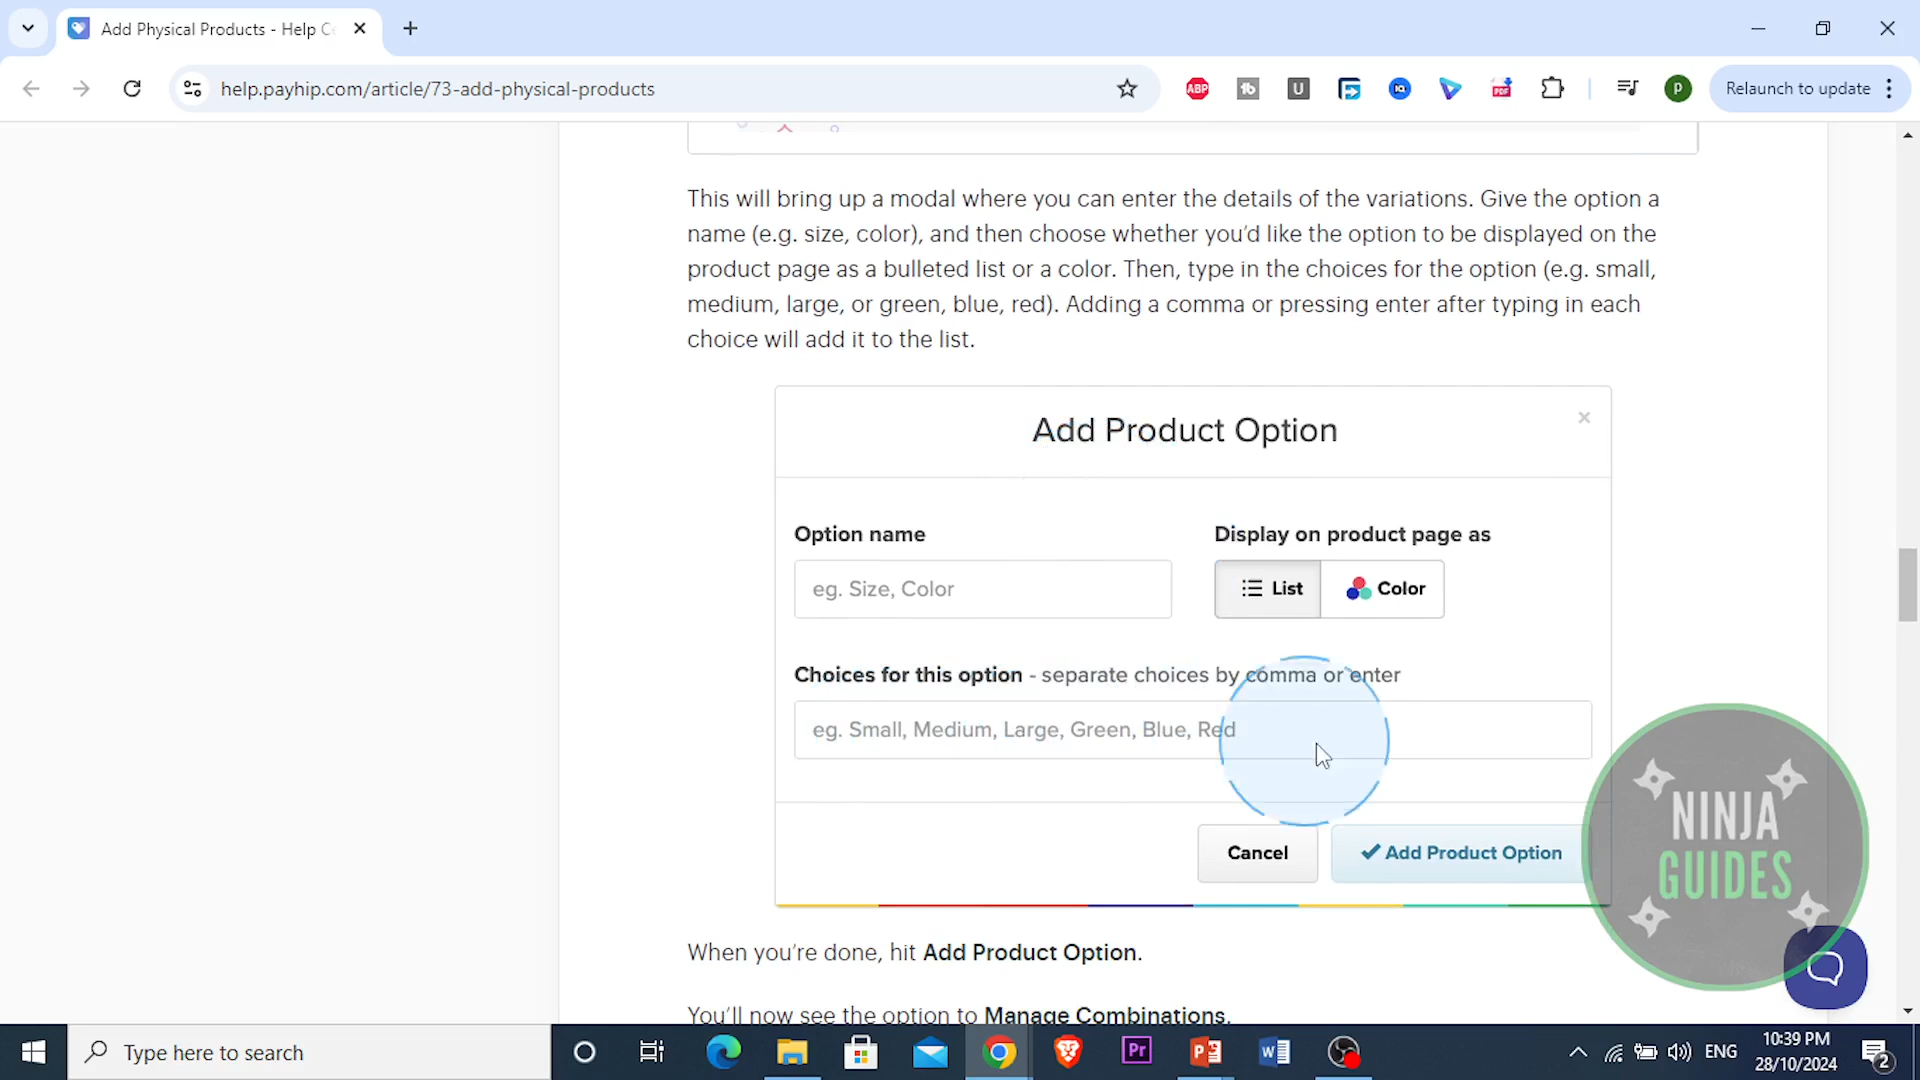 Add Physical Products - Help Ce
help.payhip.com/article/73-add-physical-products
ABP
U
PDF
p
Relaunch to update
This will bring up a modal where you can enter the details of the variations. Give the option a
name (e.g. size, color), and then choose whether you’d like the option to be displayed on the
product page as a bulleted list or a color. Then, type in the choices for the option (e.g. small,
medium, large, or green, blue, red). Adding a comma or pressing enter after typing in each
choice will add it to the list.
Add Product Option
Option name
Display on product page as
eg. Size, Color
List
Color
Choices for this option - separate choices by comma or enter
eg. Small, Medium, Large, Green, Blue, Red
Cancel
Add Product Option
NINJA
GUIDES
When you’re done, hit Add Product Option.
You’ll now see the option to Manage Combinations.
Type here to search
Pr
ENG
10:39 PM
28/10/2024
2